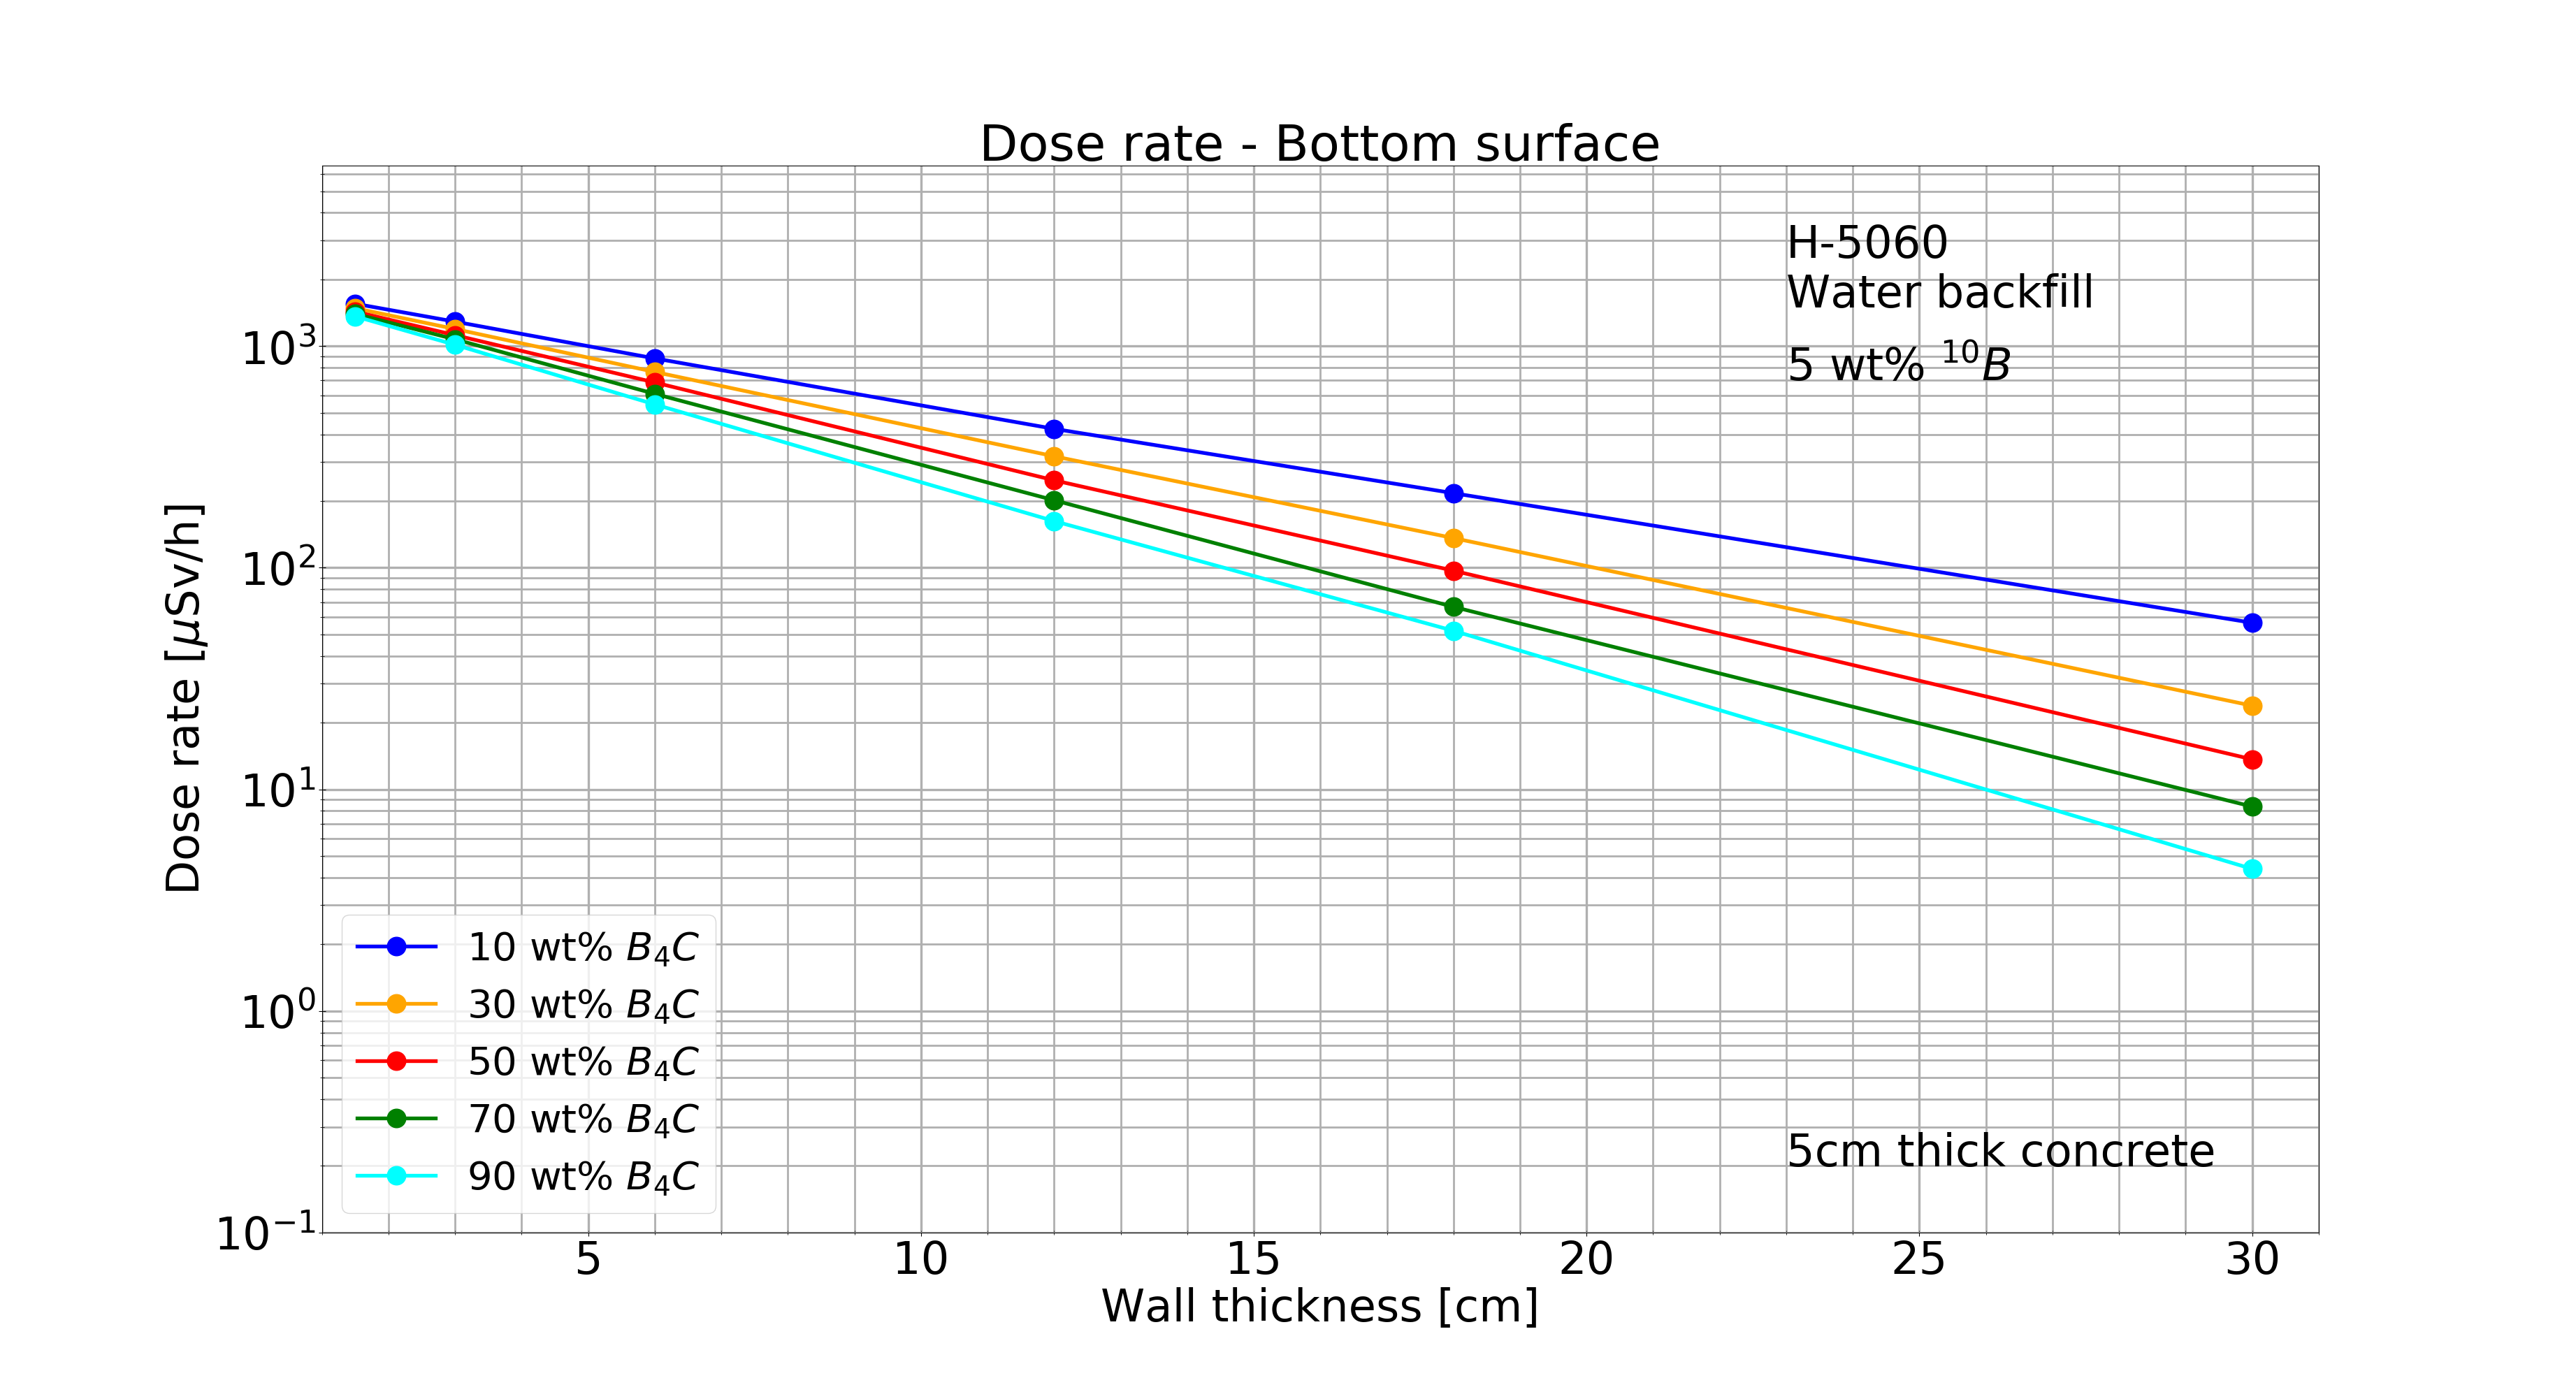 Dose rate - Bottom surface
H-5060
Water backfill
5 wt% ¹⁰B
Dose rate [μSv/h]
10³
10²
10¹
10⁰
10⁻¹
10 wt% B₄C
30 wt% B₄C
50 wt% B₄C
70 wt% B₄C
90 wt% B₄C
5cm thick concrete
5 10 15 20 25 30
Wall thickness [cm]